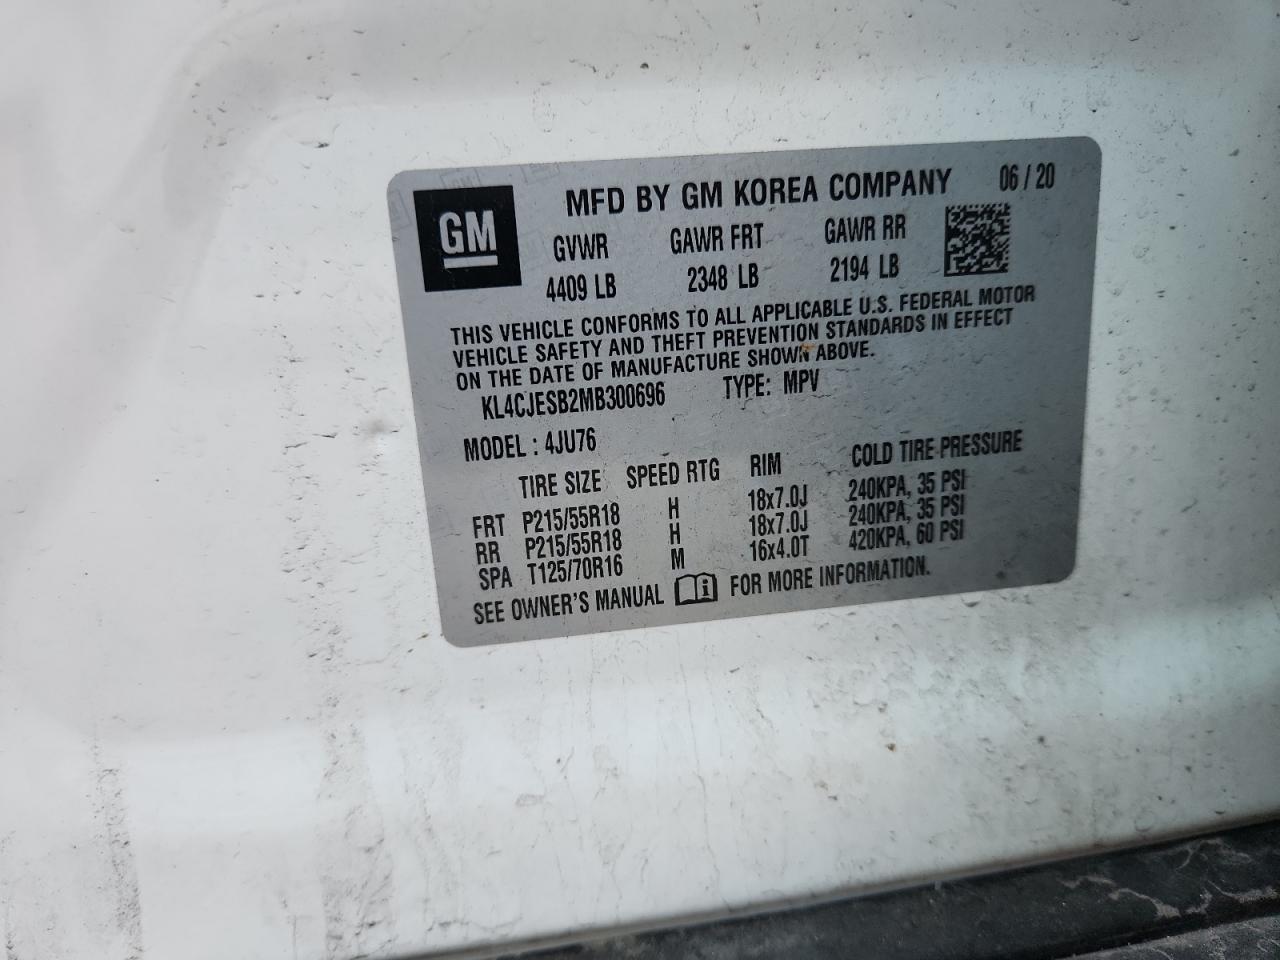 GM
MFD BY GM KOREA COMPANY 06 / 20
GVWR GAWR FRT GAWR RR
4409 LB 2348 LB 2194 LB
THIS VEHICLE CONFORMS TO ALL APPLICABLE U.S. FEDERAL MOTOR
VEHICLE SAFETY AND THEFT PREVENTION STANDARDS IN EFFECT
ON THE DATE OF MANUFACTURE SHOWN ABOVE.
KL4CJESB2MB300696 TYPE: MPV
MODEL : 4JU76
TIRE SIZE SPEED RTG RIM COLD TIRE PRESSURE
FRT P215/55R18 H 18x7.0J 240KPA, 35 PSI
RR P215/55R18 H 18x7.0J 240KPA, 35 PSI
SPA T125/70R16 M 16x4.0T 420KPA, 60 PSI
SEE OWNER'S MANUAL i FOR MORE INFORMATION.